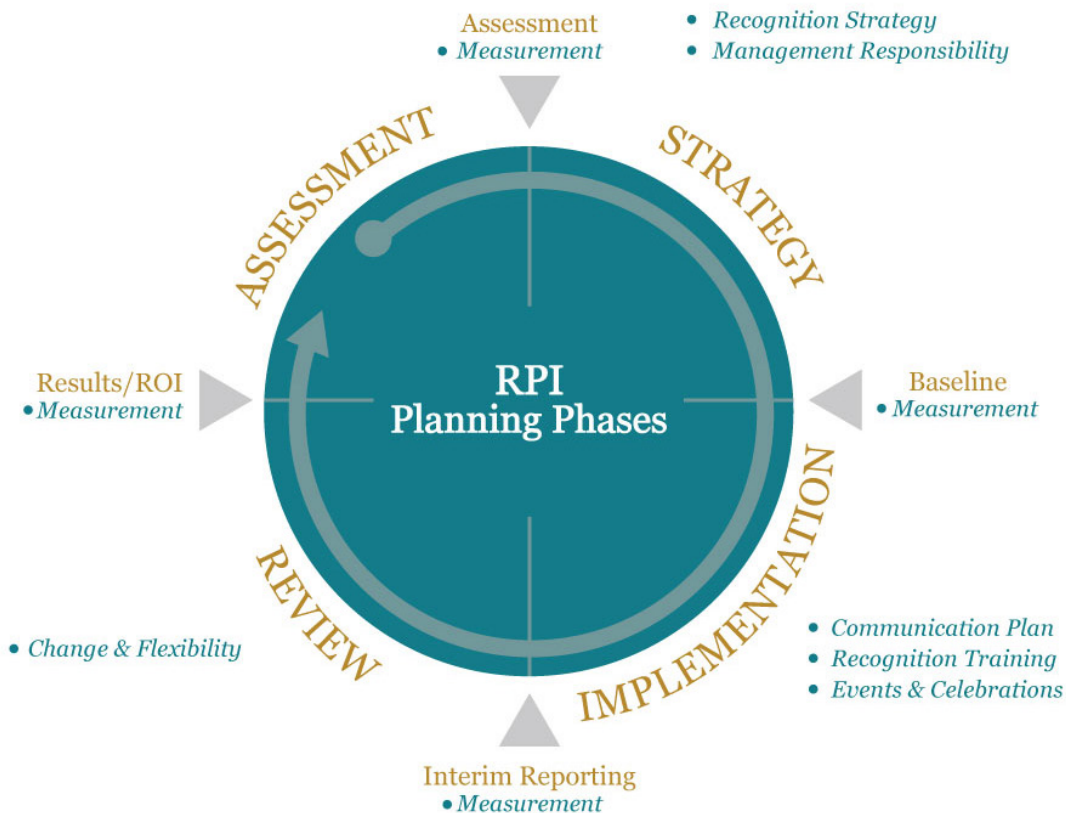 Assessment
• Measurement
• Recognition Strategy
• Management Responsibility
ASSESSMENT
STRATEGY
Results/ROI
• Measurement
RPI
Planning Phases
Baseline
• Measurement
REVIEW
IMPLEMENTATION
• Change & Flexibility
• Communication Plan
• Recognition Training
• Events & Celebrations
Interim Reporting
• Measurement